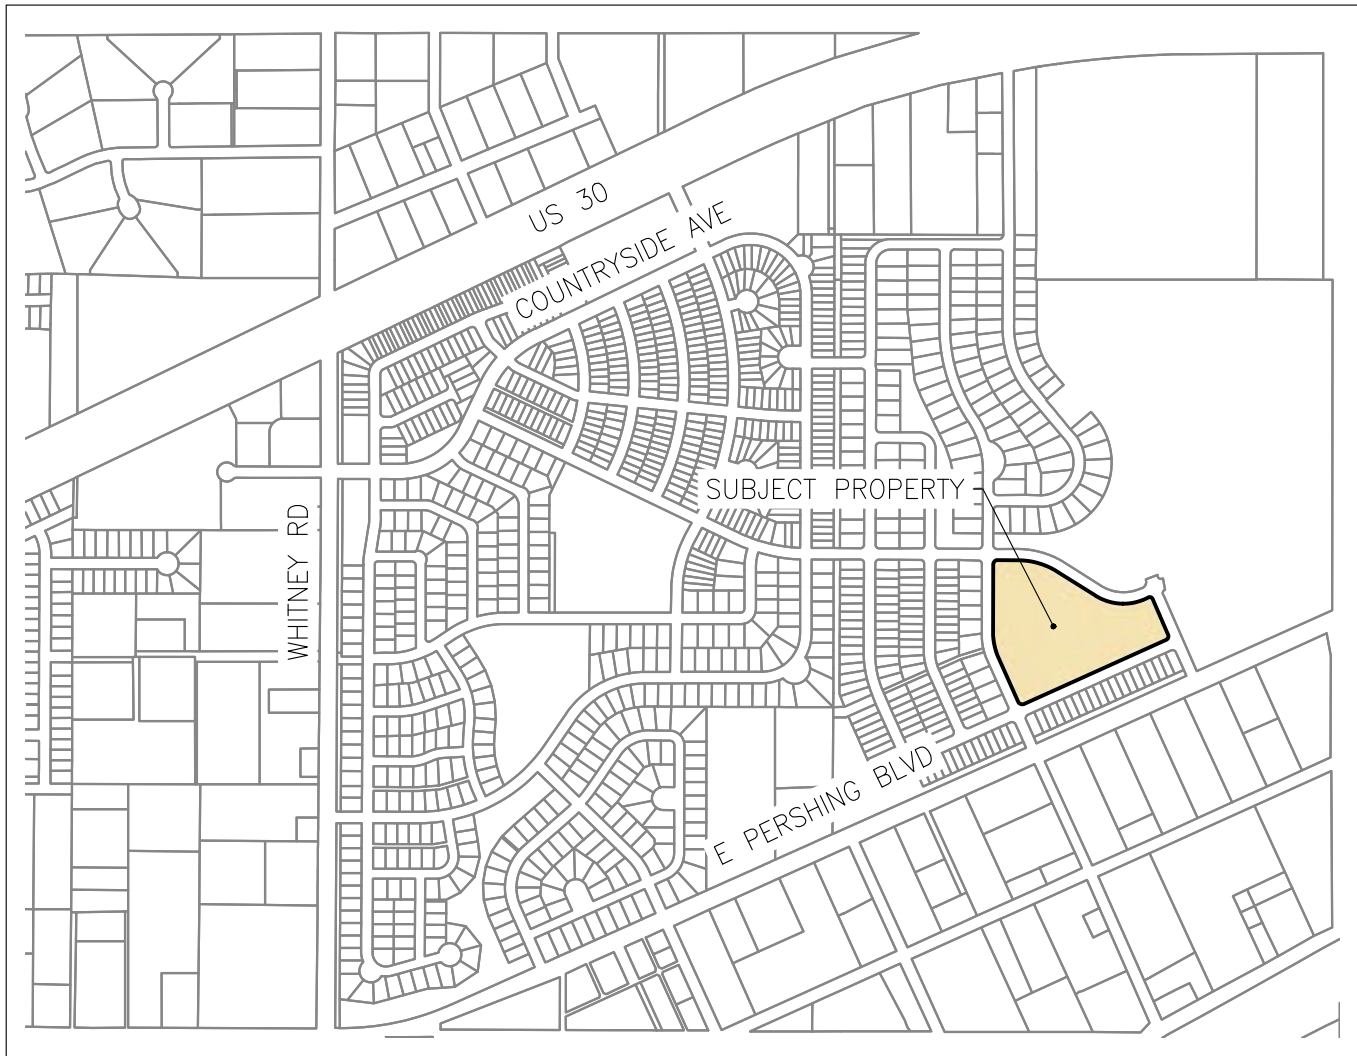 US 30
COUNTRYSIDE AVE
SUBJECT PROPERTY
WHITNEY RD
E PERSHING BLVD